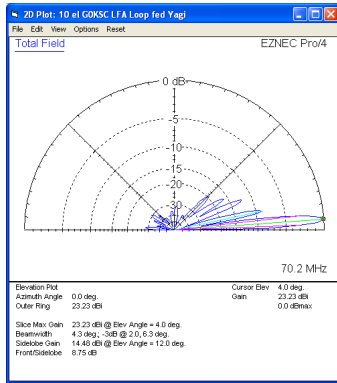 2D Plot: 10 el G0KSC LFA Loop fed Yagi
File Edit View Options Reset
Total Field EZNEC Pro/4
0 dB
-5
-10
-15
-20
-30
70.2 MHz
Elevation Plot Cursor Elev 4.0 deg.
Azimuth Angle 0.0 deg. Gain 23.23 dBi
Outer Ring 23.23 dBi 0.0 dBmax
Slice Max Gain 23.23 dBi @ Elev Angle = 4.0 deg.
Beamwidth 4.3 deg.; -3dB @ 2.0, 6.3 deg.
Sidelobe Gain 14.48 dBi @ Elev Angle = 12.0 deg.
Front/Sidelobe 8.75 dB